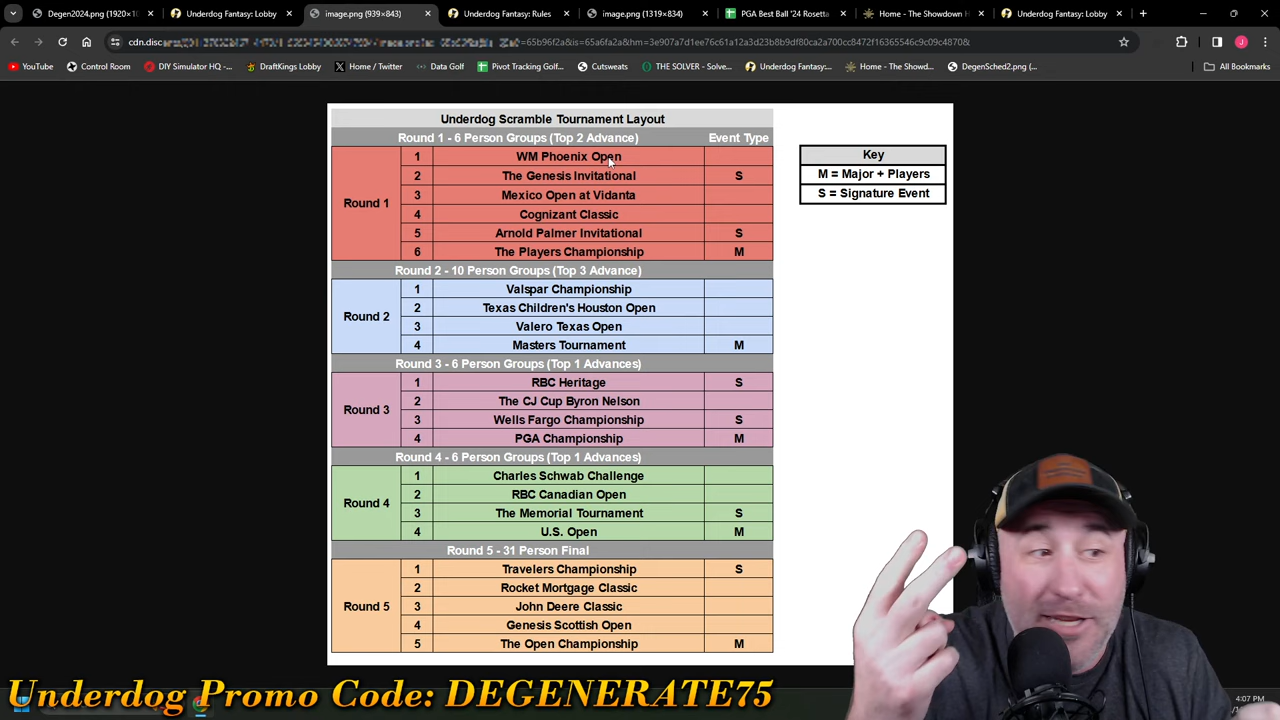 Degen2024.png (1920×10
Underdog Fantasy: Lobby
image.png (939×843)
Underdog Fantasy: Rules
image.png (1319×834)
PGA Best Ball '24 Rosetta
Home - The Showdown H
Underdog Fantasy: Lobby
cdn.disc
=65b96f2a&is=65a6fa2a&hm=3e907a7d1ee76c61a12a3d23b8b9df80ca2a700cc8472f16365546c9c09c4870&
YouTube
Control Room
DIY Simulator HQ -...
DraftKings Lobby
Home / Twitter
Data Golf
Pivot Tracking Golf...
Cutsweats
THE SOLVER - Solve...
Underdog Fantasy:...
Home - The Showd...
DegenSched2.png (...
All Bookmarks
Underdog Scramble Tournament Layout
Round 1 - 6 Person Groups (Top 2 Advance) Event Type
Round 1
1 WM Phoenix Open
2 The Genesis Invitational S
3 Mexico Open at Vidanta
4 Cognizant Classic
5 Arnold Palmer Invitational S
6 The Players Championship M
Round 2 - 10 Person Groups (Top 3 Advance)
Round 2
1 Valspar Championship
2 Texas Children's Houston Open
3 Valero Texas Open
4 Masters Tournament M
Round 3 - 6 Person Groups (Top 1 Advances)
Round 3
1 RBC Heritage S
2 The CJ Cup Byron Nelson
3 Wells Fargo Championship S
4 PGA Championship M
Round 4 - 6 Person Groups (Top 1 Advances)
Round 4
1 Charles Schwab Challenge
2 RBC Canadian Open
3 The Memorial Tournament S
4 U.S. Open M
Round 5 - 31 Person Final
Round 5
1 Travelers Championship S
2 Rocket Mortgage Classic
3 John Deere Classic
4 Genesis Scottish Open
5 The Open Championship M
Key
M = Major + Players
S = Signature Event
Underdog Promo Code: DEGENERATE75
4:07 PM